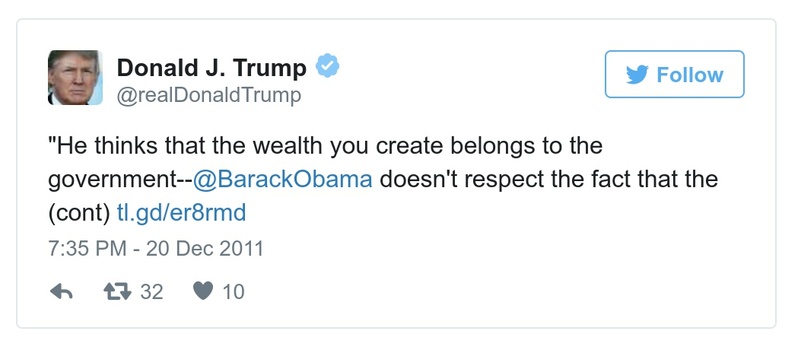 Donald J. Trump
@realDonaldTrump
Follow
"He thinks that the wealth you create belongs to the
government--@BarackObama doesn't respect the fact that the
(cont) tl.gd/er8rmd
7:35 PM - 20 Dec 2011
32 10